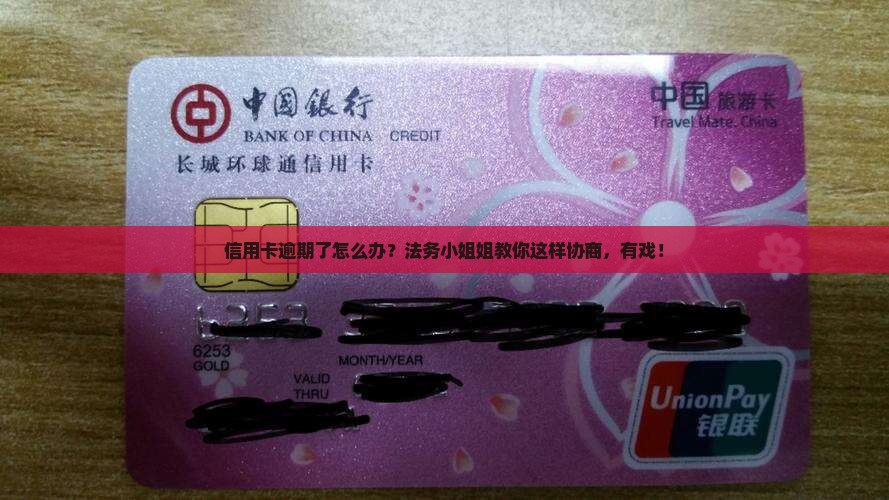 中国银行
BANK OF CHINA CREDIT
长城环球通信用卡
中国 旅游卡
Travel Mate. China
信用卡逾期了怎么办？法务小姐姐教你这样协商，有戏！
6253
6253
GOLD
MONTH/YEAR
VALID
THRU
UnionPay
银联